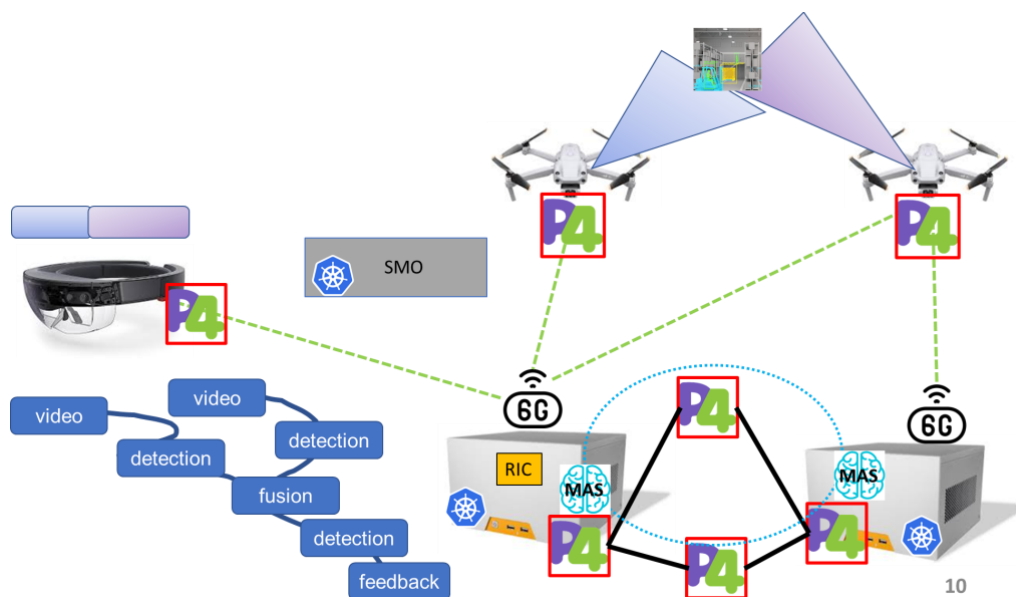 P4
P4
SMO
P4
6G
P4
6G
video
video
detection
detection
fusion
detection
feedback
RIC
MAS
MAS
P4
P4
P4
10